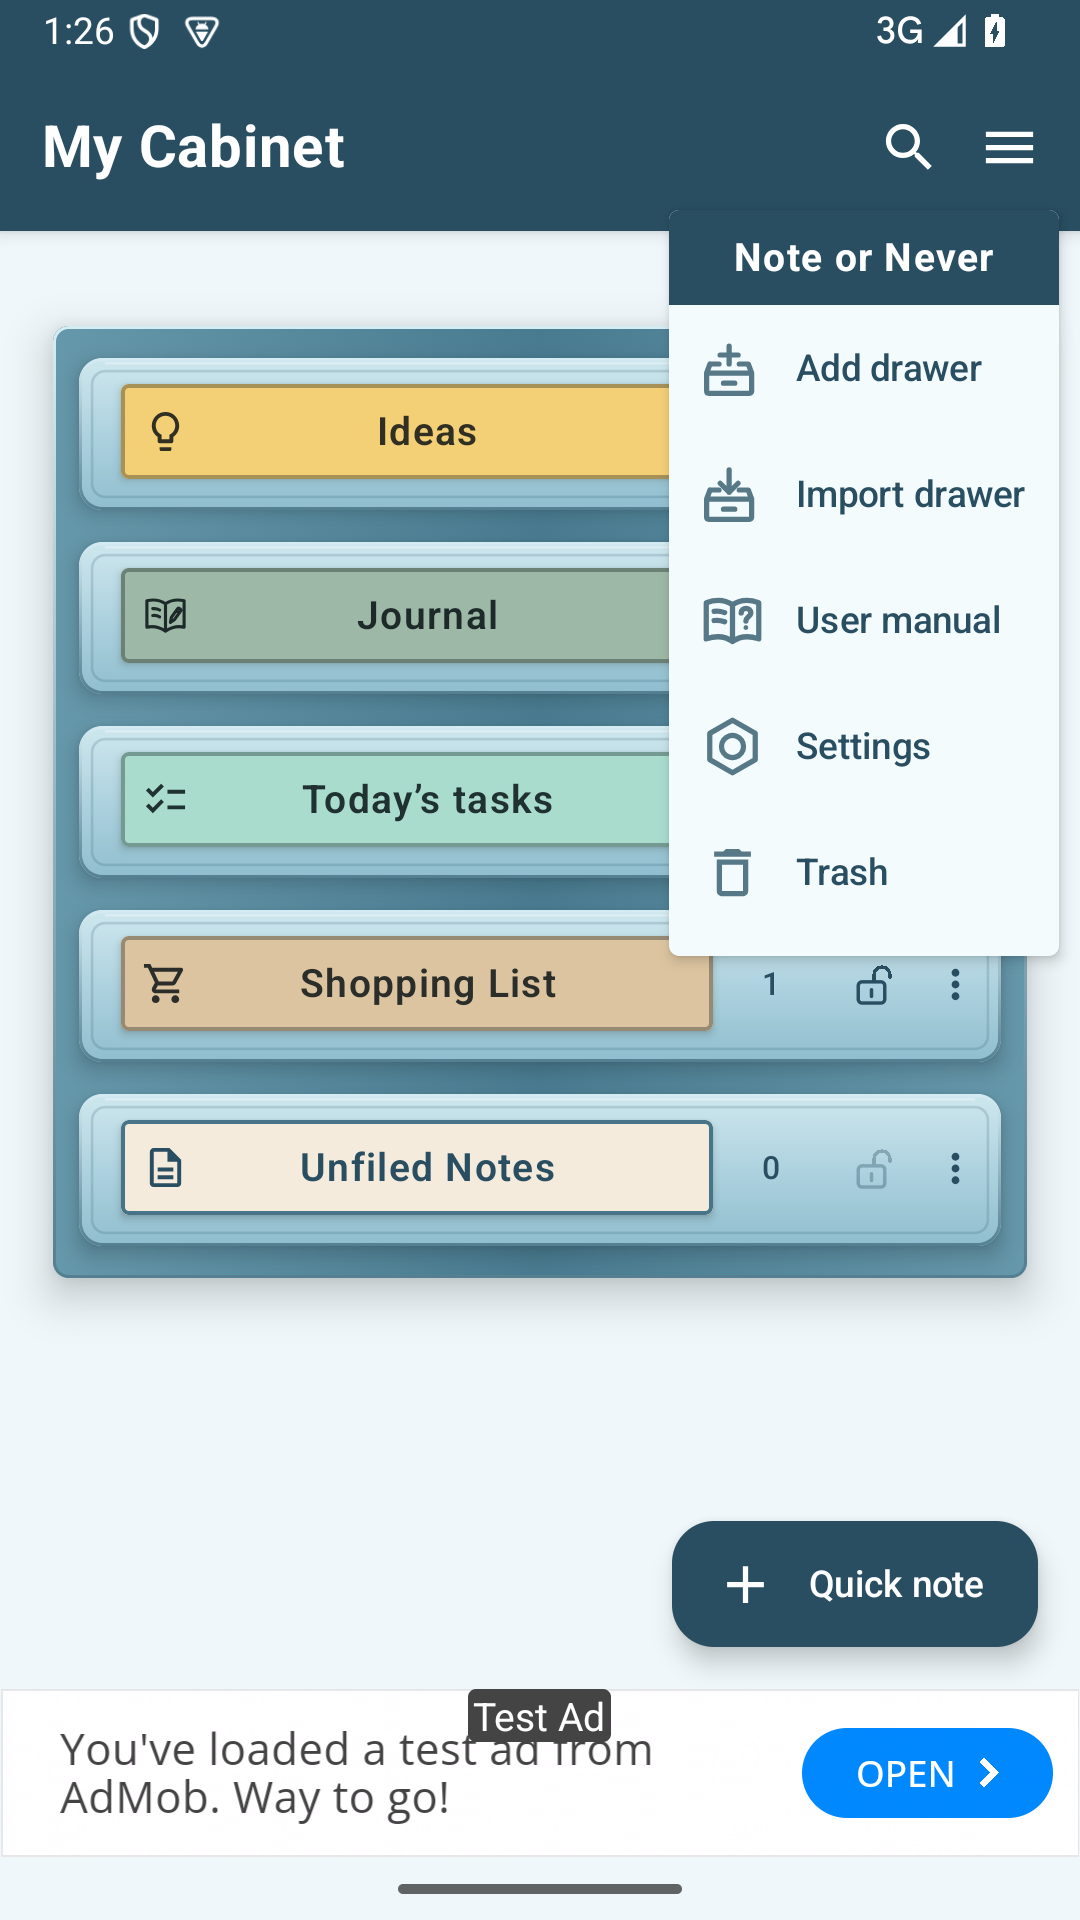 1:26
3G
My Cabinet
Note or Never
Add drawer
Import drawer
User manual
Settings
Trash
Ideas
Journal
Today’s tasks
Shopping List
1
Unfiled Notes
0
Quick note
Test Ad
You've loaded a test ad from
AdMob. Way to go!
OPEN